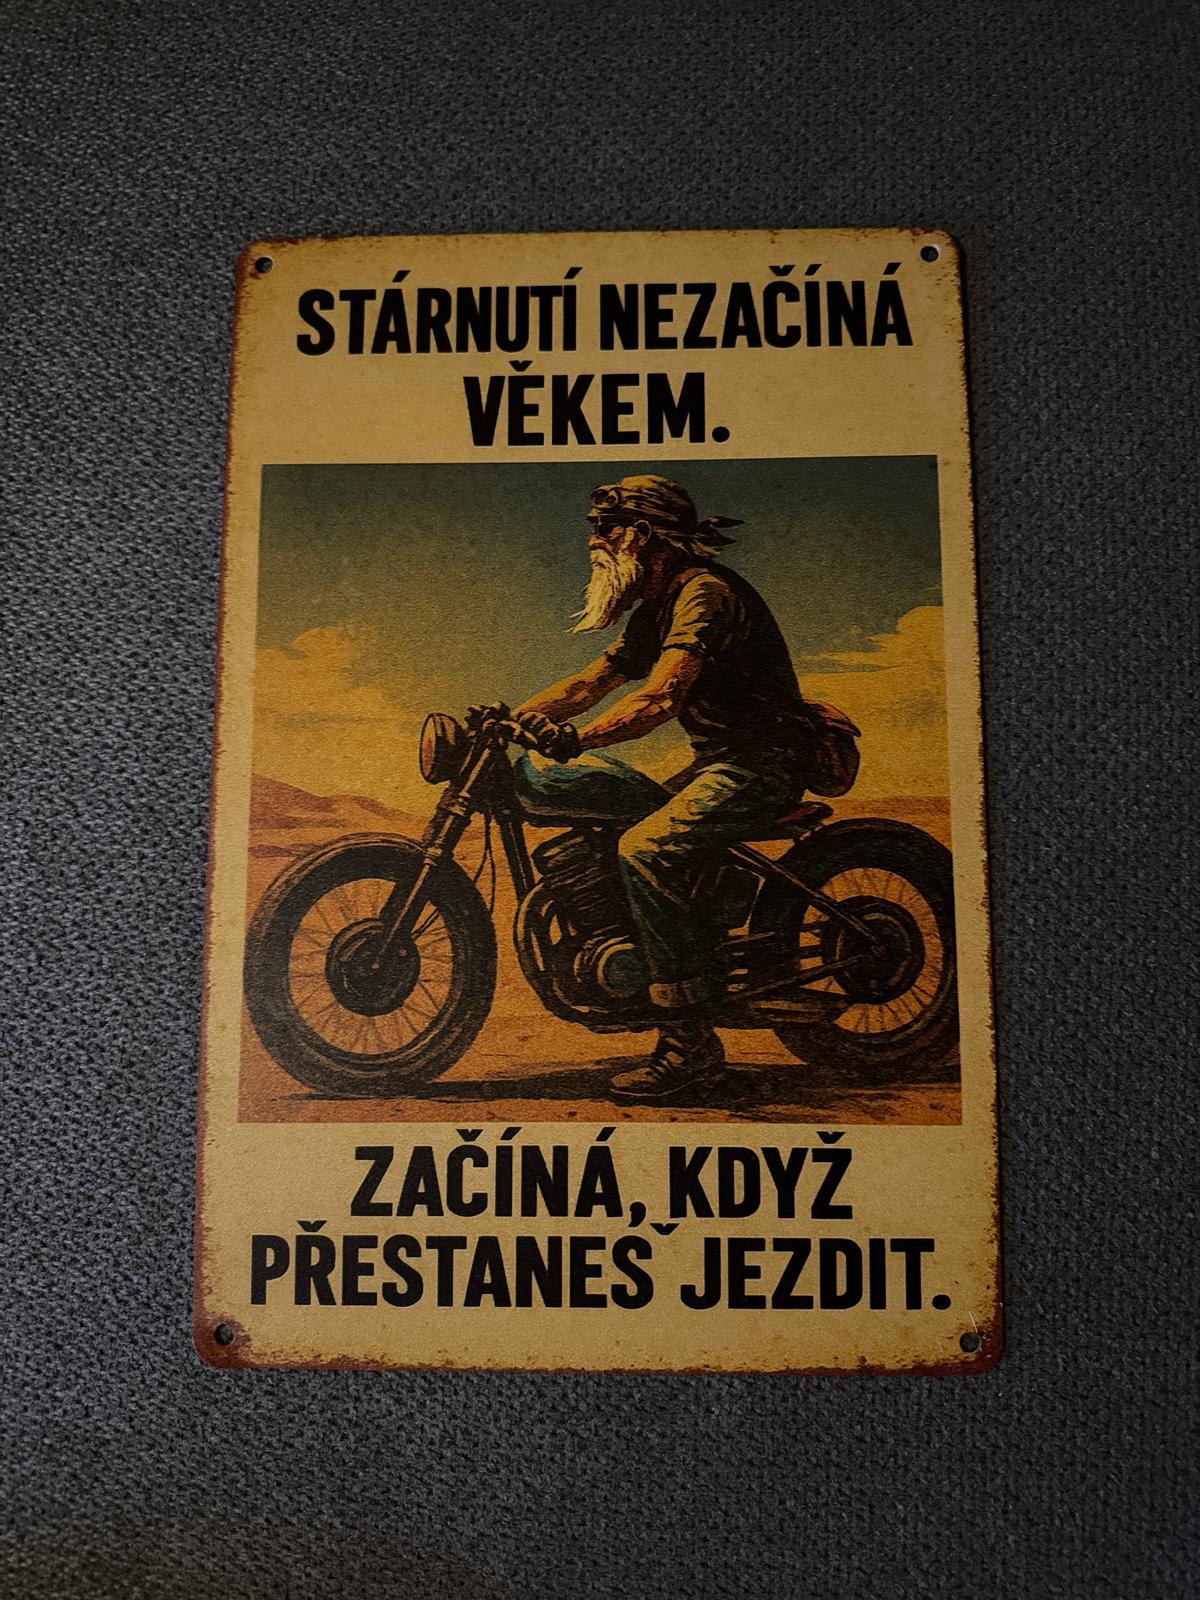 STÁRNUTÍ NEZAČÍNÁ
VĚKEM.
ZAČÍNÁ, KDYŽ
PŘESTANEŠ JEZDIT.